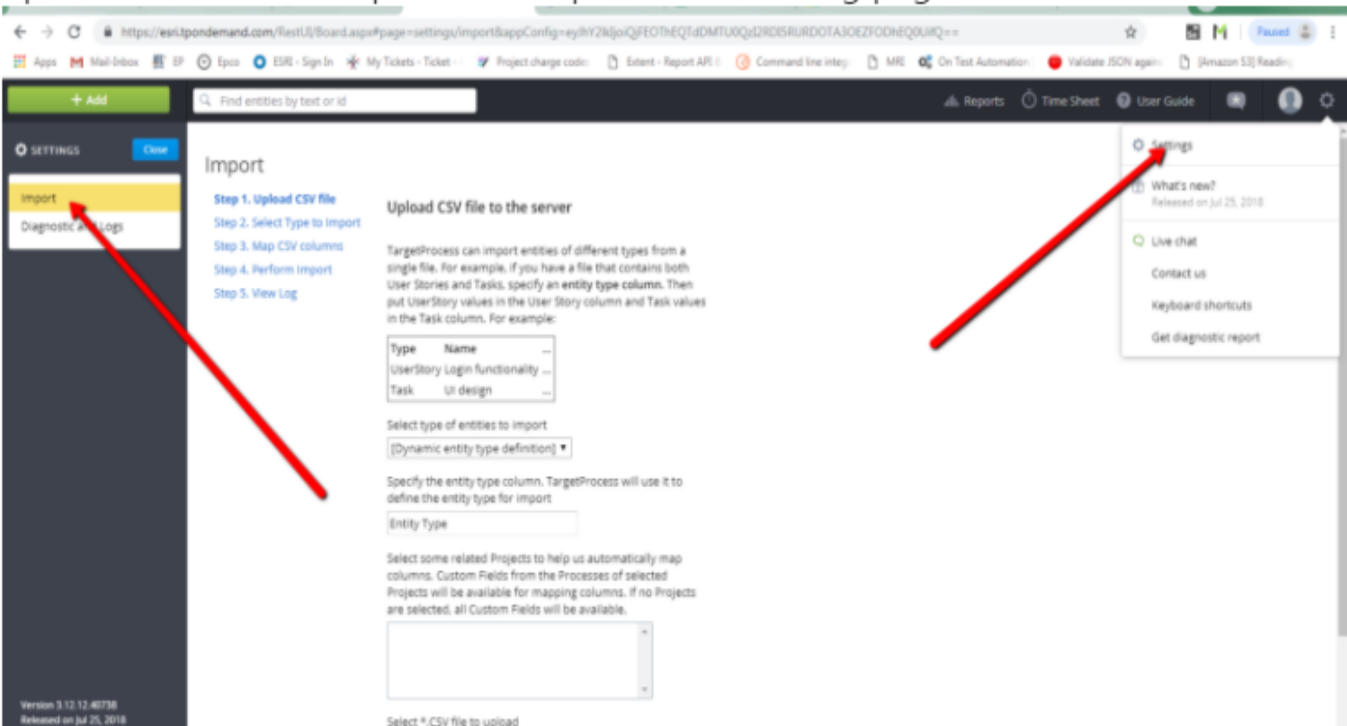 https://esri.tpondemand.com/RestUI/Board.aspx#page=settings/import&appConfig=
Paused
Apps
Mail-Inbox
EP
Epco
ESRI - Sign In
My Tickets - Ticket -
Project charge codes
Extent - Report API
Command line integ
MRI
On Test Automation
Validate JSON again
[Amazon S3] Reading
+ Add
Find entities by text or id
Reports
Time Sheet
User Guide
SETTINGS
Close
Import
Diagnostic and Logs
Import
Step 1. Upload CSV file
Step 2. Select Type to Import
Step 3. Map CSV columns
Step 4. Perform Import
Step 5. View Log
Upload CSV file to the server
TargetProcess can import entities of different types from a
single file. For example, if you have a file that contains both
User Stories and Tasks, specify an entity type column. Then
put UserStory values in the User Story column and Task values
in the Task column. For example:
Type Name ...
UserStory Login functionality ...
Task UI design ...
Select type of entities to import
[Dynamic entity type definition]
Specify the entity type column. TargetProcess will use it to
define the entity type for import
Entity Type
Select some related Projects to help us automatically map
columns. Custom Fields from the Processes of selected
Projects will be available for mapping columns. If no Projects
are selected, all Custom Fields will be available.
Select *.CSV file to upload
Settings
What's new?
Released on Jul 25, 2018
Live chat
Contact us
Keyboard shortcuts
Get diagnostic report
Version 3.12.12.40738
Released on Jul 25, 2018